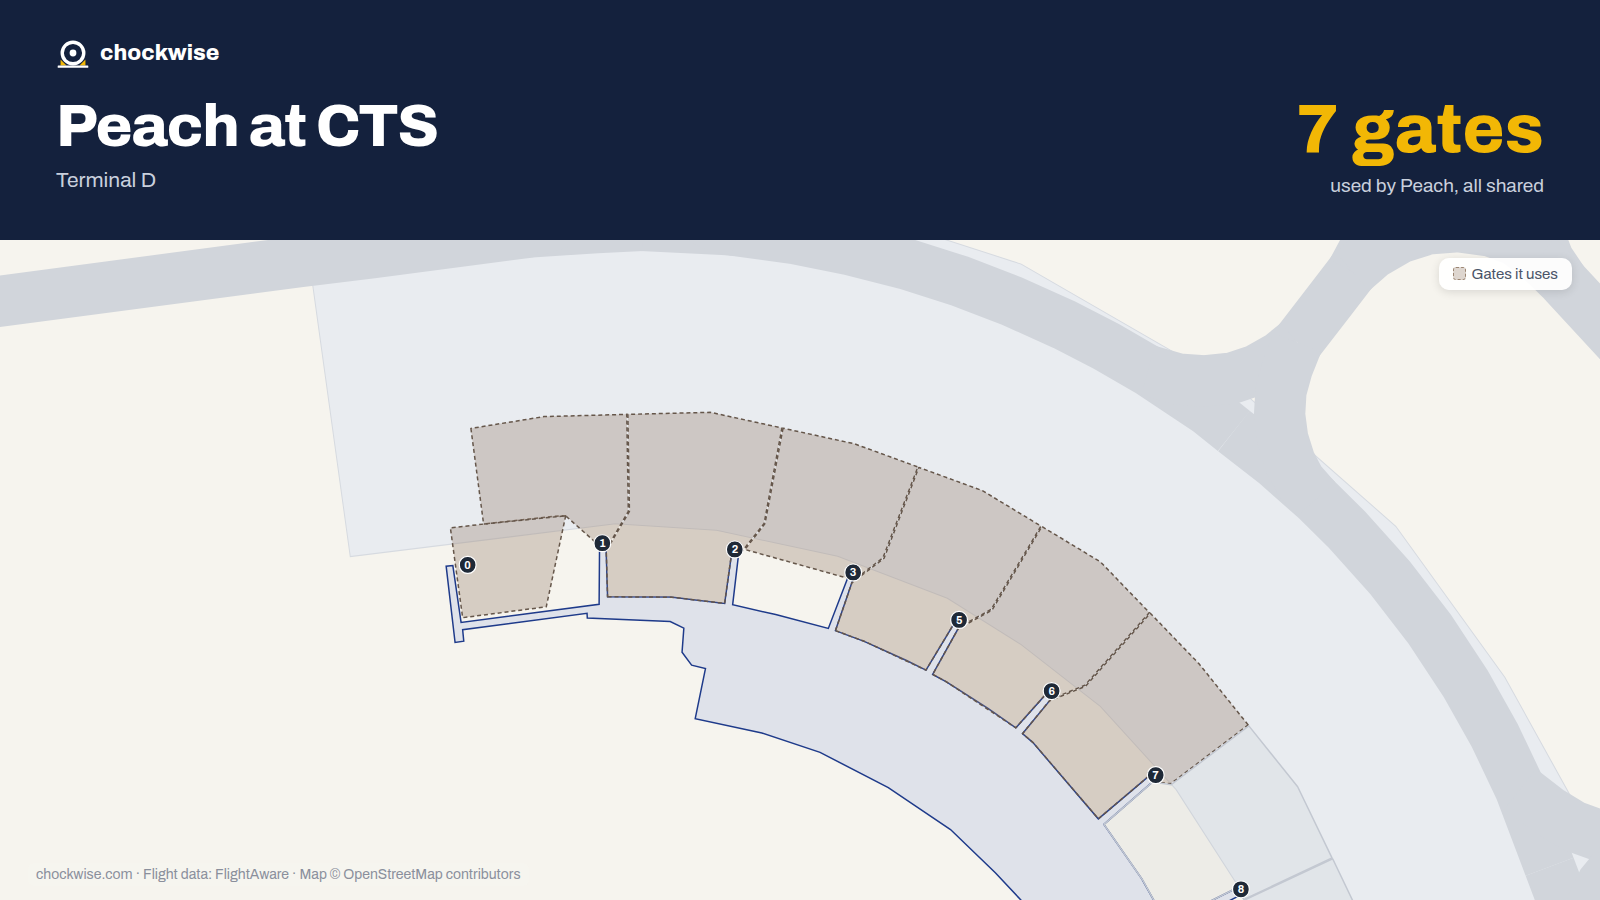 chockwise
Peach at CTS
Terminal D
7 gates
used by Peach, all shared
Gates it uses
0
1
2
3
5
6
7
8
chockwise.com · Flight data: FlightAware · Map © OpenStreetMap contributors